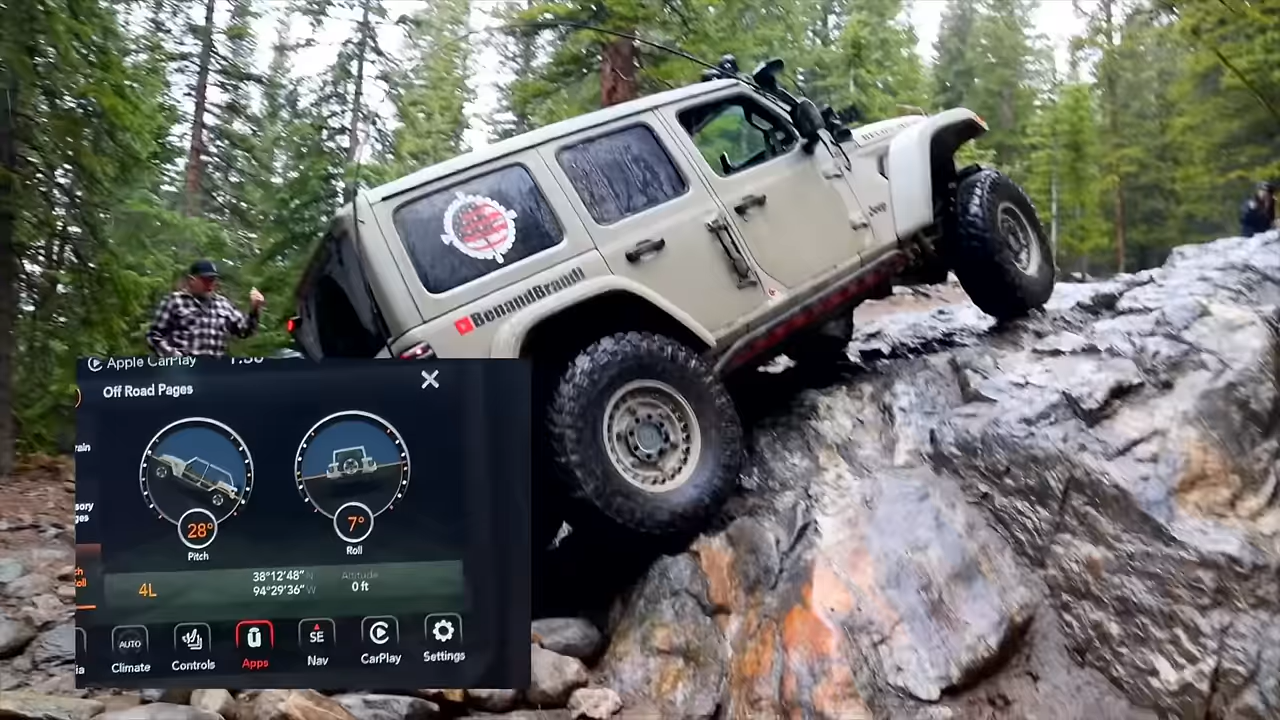 BenandBrandi
Jeep
Apple CarPlay
Off Road Pages
28°
7°
Pitch
Roll
4L
38°12'48" N
94°29'36" W
Altitude
0 ft
AUTO
SE
Climate
Controls
Apps
Nav
CarPlay
Settings